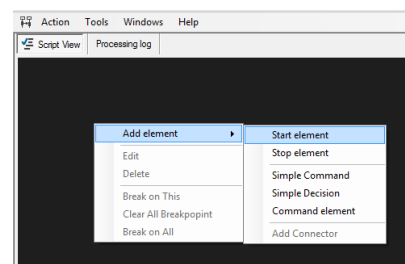 Action Tools Windows Help
Script View Processing log
Add element
Edit
Delete
Break on This
Clear All Breakpopint
Break on All
Start element
Stop element
Simple Command
Simple Decision
Command element
Add Connector